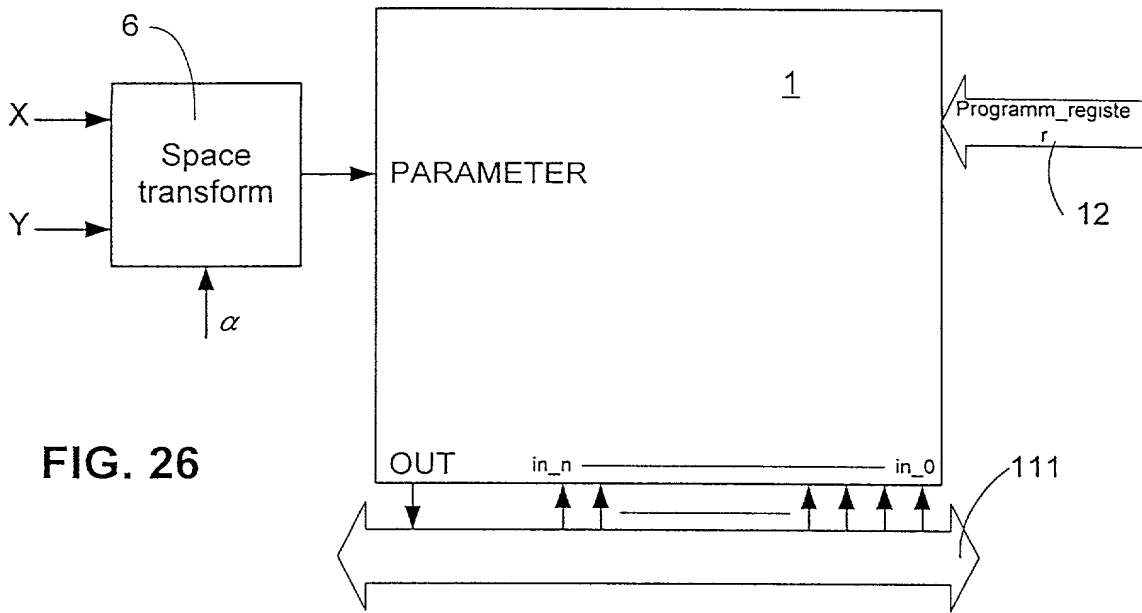 6
1
X
Space
transform
Y
PARAMETER
Programm_registe
r
12
α
FIG. 26
OUT
in_n
in_0
111